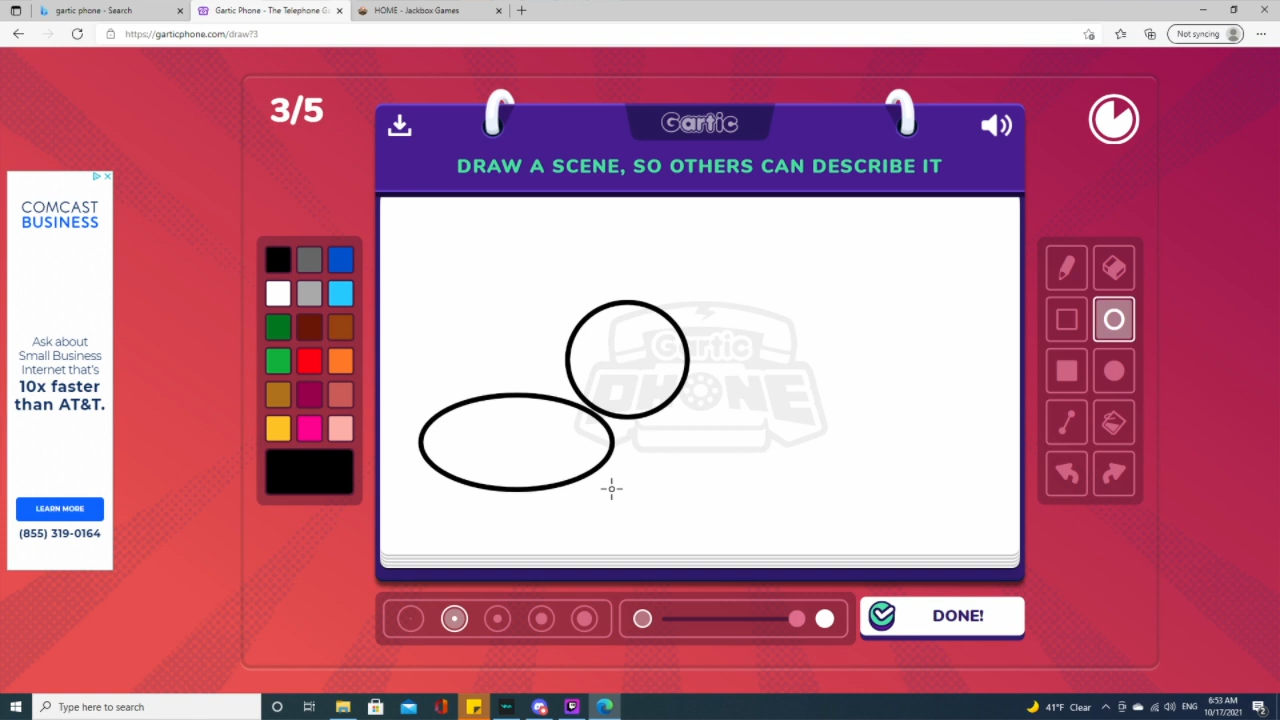 gartic phone - Search
Gartic Phone - The Telephone G
HOME - Jackbox Games
https://garticphone.com/draw?3
Not syncing
3/5
Gartic
DRAW A SCENE, SO OTHERS CAN DESCRIBE IT
COMCAST
BUSINESS
Ask about
Small Business
Internet that's
10x faster
than AT&T.
LEARN MORE
(855) 319-0164
Gartic
PHONE
DONE!
Type here to search
41°F Clear
ENG
6:53 AM
10/17/2021
2